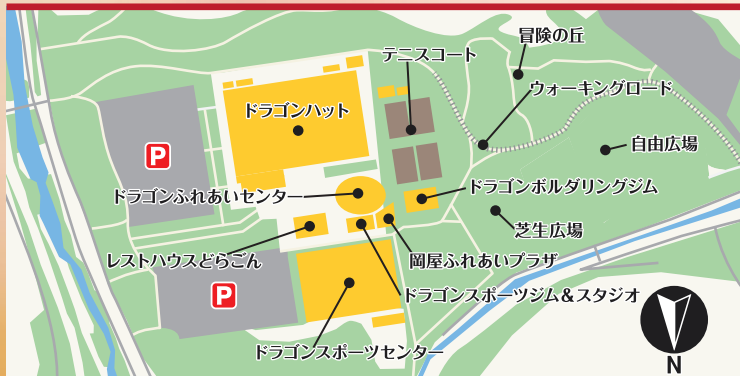 冒険の丘
テニスコート
ウォーキングロード
ドラゴンハット
自由広場
P
ドラゴンふれあいセンター
ドラゴンボルダリングジム
芝生広場
レストハウスどらごん
岡屋ふれあいプラザ
P
ドラゴンスポーツジム&スタジオ
ドラゴンスポーツセンター
N